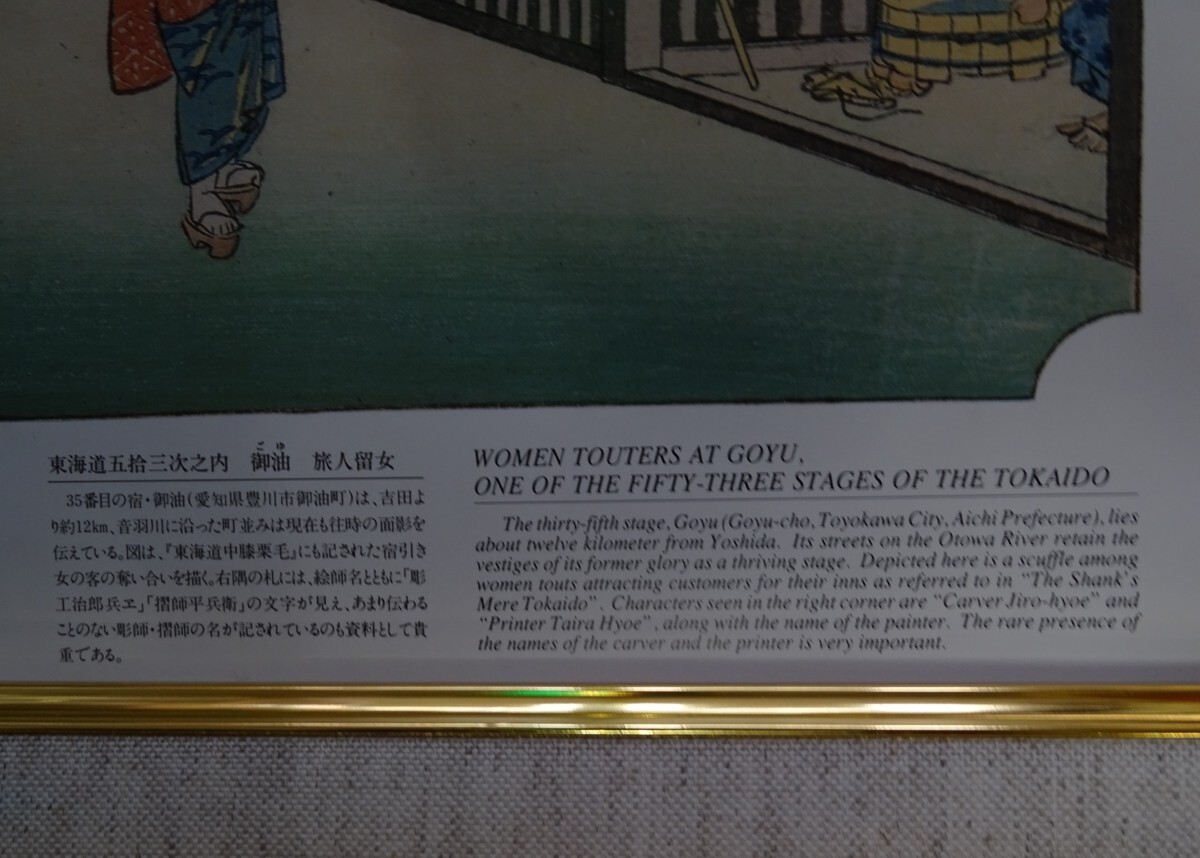 東海道五拾三次之内　御油　旅人留女
ごゆ
35番目の宿・御油(愛知県豊川市御油町)は、吉田よ
り約12km、音羽川に沿った町並みは現在も往時の面影を
伝えている。図は、『東海道中膝栗毛』にも記された宿引き
女の客の奪い合いを描く。右隅の札には、絵師名とともに「彫
工治郎兵ヱ」「摺師平兵衛」の文字が見え、あまり伝わる
ことのない彫師・摺師の名が記されているのも資料として貴
重である。
WOMEN TOUTERS AT GOYU,
ONE OF THE FIFTY-THREE STAGES OF THE TOKAIDO
The thirty-fifth stage, Goyu (Goyu-cho, Toyokawa City, Aichi Prefecture), lies
about twelve kilometer from Yoshida. Its streets on the Otowa River retain the
vestiges of its former glory as a thriving stage. Depicted here is a scuffle among
women touts attracting customers for their inns as referred to in “The Shank's
Mere Tokaido”. Characters seen in the right corner are “Carver Jiro-hyoe” and
“Printer Taira Hyoe”, along with the name of the painter. The rare presence of
the names of the carver and the printer is very important.